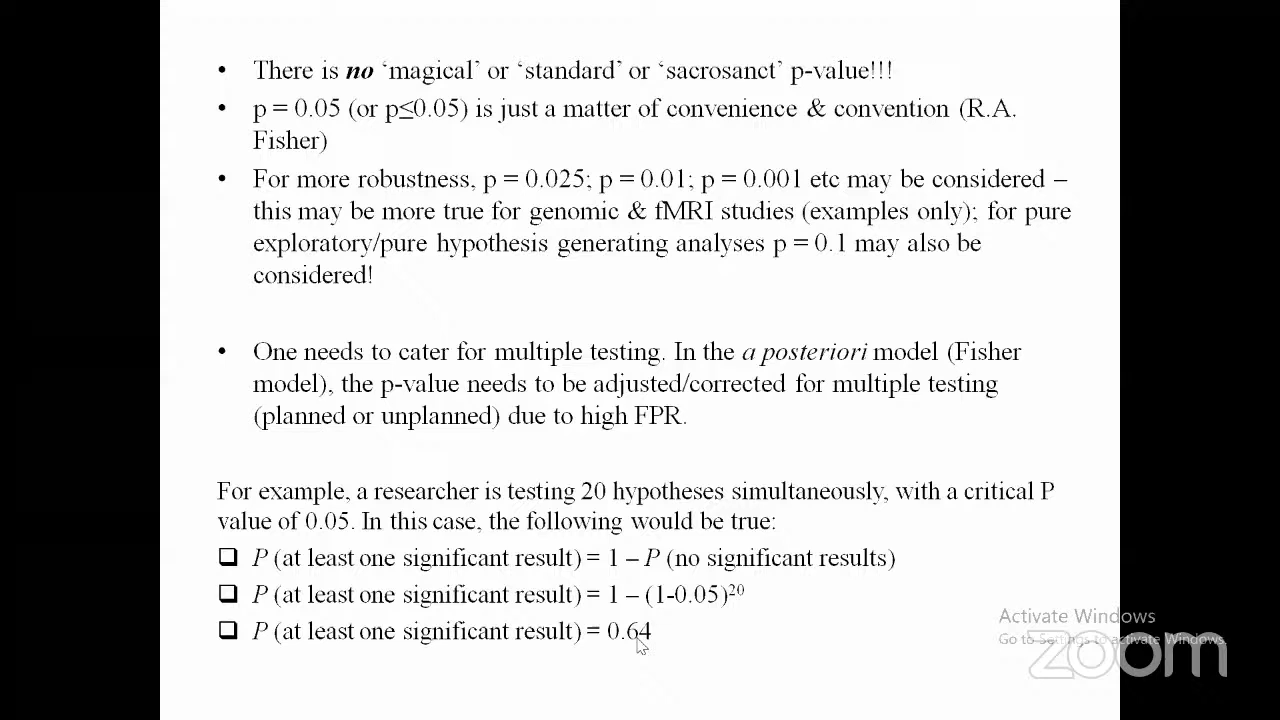 • There is no ‘magical’ or ‘standard’ or ‘sacrosanct’ p-value!!!
• p = 0.05 (or p≤0.05) is just a matter of convenience & convention (R.A.
Fisher)
• For more robustness, p = 0.025; p = 0.01; p = 0.001 etc may be considered –
this may be more true for genomic & fMRI studies (examples only); for pure
exploratory/pure hypothesis generating analyses p = 0.1 may also be
considered!
• One needs to cater for multiple testing. In the a posteriori model (Fisher
model), the p-value needs to be adjusted/corrected for multiple testing
(planned or unplanned) due to high FPR.
For example, a researcher is testing 20 hypotheses simultaneously, with a critical P
value of 0.05. In this case, the following would be true:
❑ P (at least one significant result) = 1 – P (no significant results)
❑ P (at least one significant result) = 1 – (1-0.05)²⁰
❑ P (at least one significant result) = 0.64
Activate Windows
Go to Settings to activate Windows.
zoom